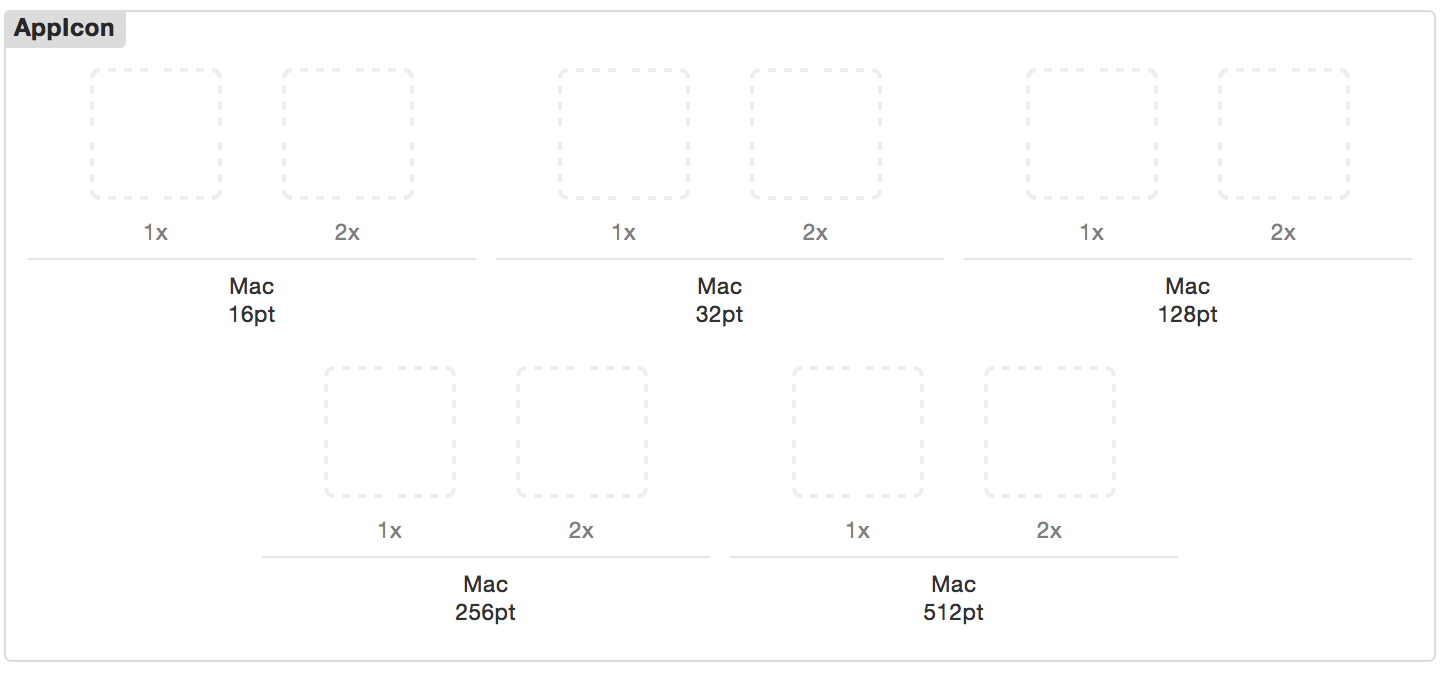 AppIcon
1x 2x 1x 2x 1x 2x
Mac Mac Mac
16pt 32pt 128pt
1x 2x 1x 2x
Mac Mac
256pt 512pt